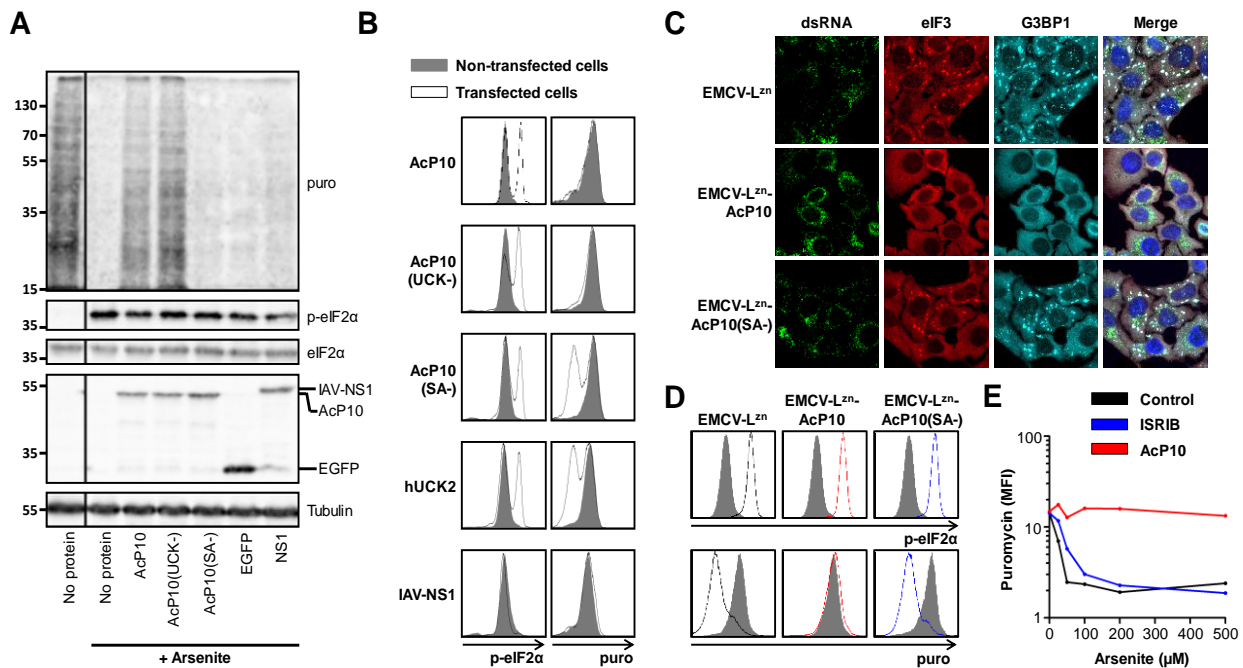 A
130
70
55
35
15
puro
35
p-eIF2α
35
eIF2α
55
35
IAV-NS1
AcP10
EGFP
55
Tubulin
No protein
No protein
AcP10
AcP10(UCK-)
AcP10(SA-)
EGFP
NS1
+ Arsenite
B
Non-transfected cells
Transfected cells
AcP10
AcP10
(UCK-)
AcP10
(SA-)
hUCK2
IAV-NS1
p-eIF2α
puro
C
dsRNA
eIF3
G3BP1
Merge
EMCV-Lᶻⁿ
EMCV-Lᶻⁿ-
AcP10
EMCV-Lᶻⁿ-
AcP10(SA-)
D
EMCV-Lᶻⁿ
EMCV-Lᶻⁿ-
AcP10
EMCV-Lᶻⁿ-
AcP10(SA-)
p-eIF2α
puro
E
Control
ISRIB
AcP10
Puromycin (MFI)
100
10
1
0 100 200 300 400 500
Arsenite (µM)